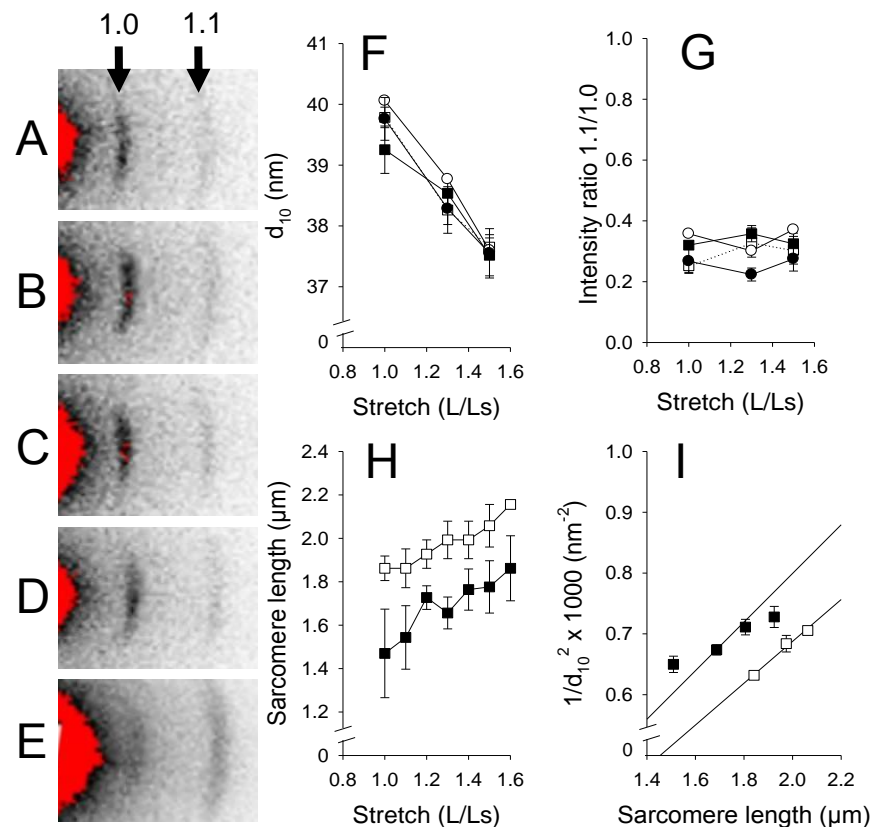 1.0 1.1
A
B
C
D
E
F
41
40
39
38
37
0
d10 (nm)
0.8 1.0 1.2 1.4 1.6
Stretch (L/Ls)
G
1.0
0.8
0.6
0.4
0.2
0.0
Intensity ratio 1.1/1.0
0.8 1.0 1.2 1.4 1.6
Stretch (L/Ls)
H
2.4
2.2
2.0
1.8
1.6
1.4
1.2
0
Sarcomere length (µm)
0.8 1.0 1.2 1.4 1.6
Stretch (L/Ls)
I
1.0
0.9
0.8
0.7
0.6
0
1/d10² x 1000 (nm⁻²)
1.4 1.6 1.8 2.0 2.2
Sarcomere length (µm)